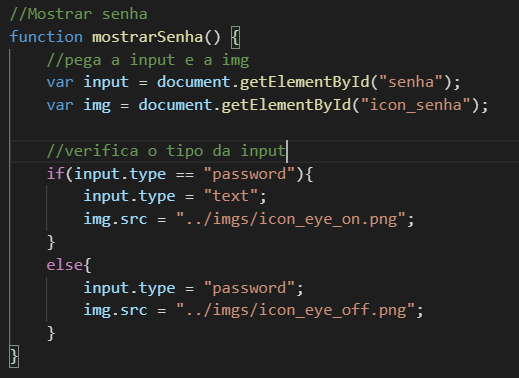 //Mostrar senha
function mostrarSenha() {
//pega a input e a img
var input = document.getElementById("senha");
var img = document.getElementById("icon_senha");
//verifica o tipo da input
if(input.type == "password"){
input.type = "text";
img.src = "../imgs/icon_eye_on.png";
}
else{
input.type = "password";
img.src = "../imgs/icon_eye_off.png";
}
}